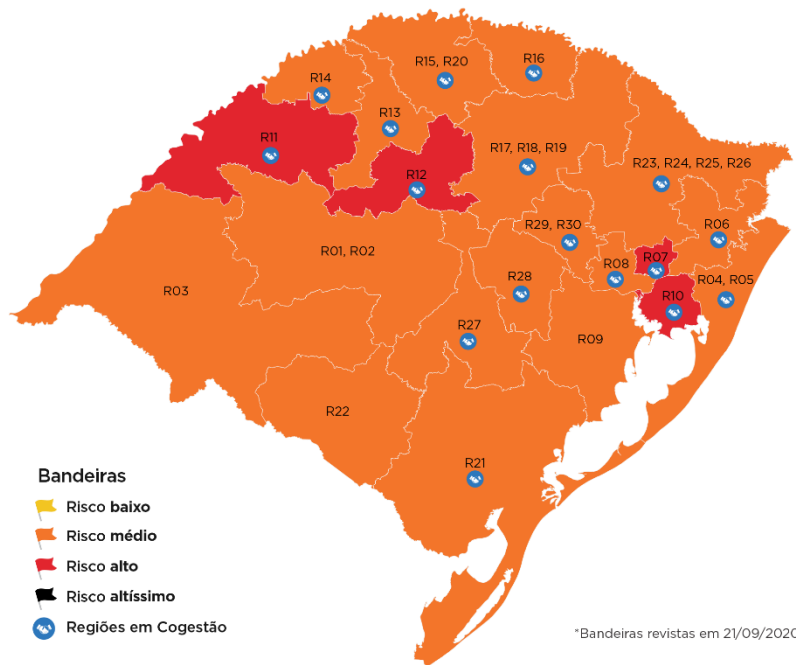 R15, R20
R16
R14
R13
R11
R17, R18, R19
R23, R24, R25, R26
R12
R29, R30
R06
R01, R02
R08
R07
R03
R28
R10
R04, R05
R27
R09
R22
R21
Bandeiras
Risco baixo
Risco médio
Risco alto
Risco altíssimo
Regiões em Cogestão
*Bandeiras revistas em 21/09/2020